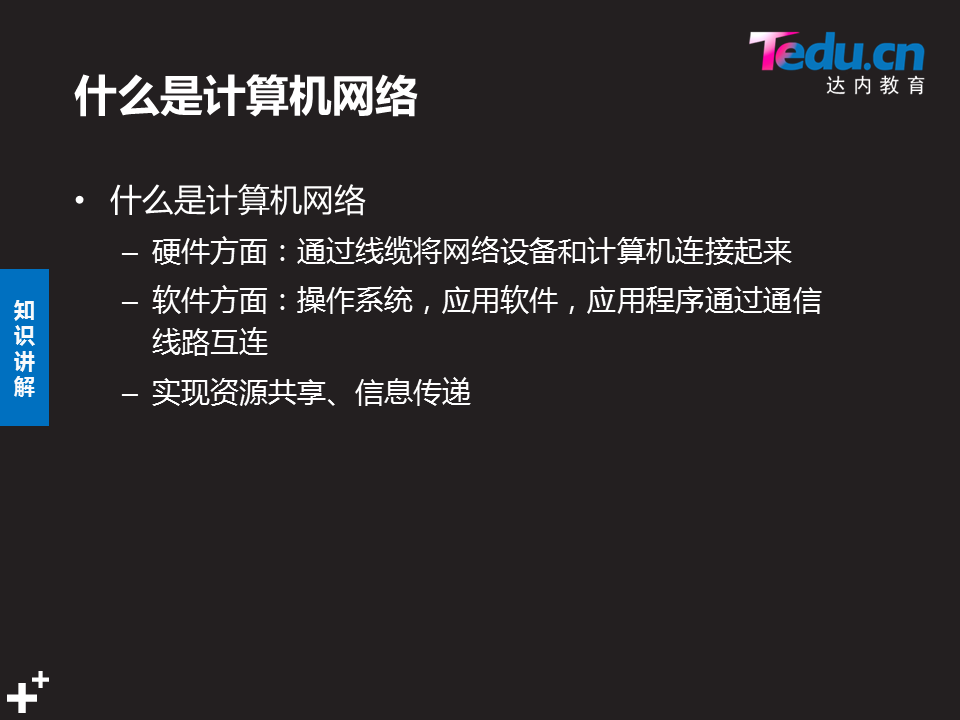 Tedu.cn
达内教育
什么是计算机网络
• 什么是计算机网络
– 硬件方面：通过线缆将网络设备和计算机连接起来
– 软件方面：操作系统，应用软件，应用程序通过通信
线路互连
– 实现资源共享、信息传递
知
识
讲
解